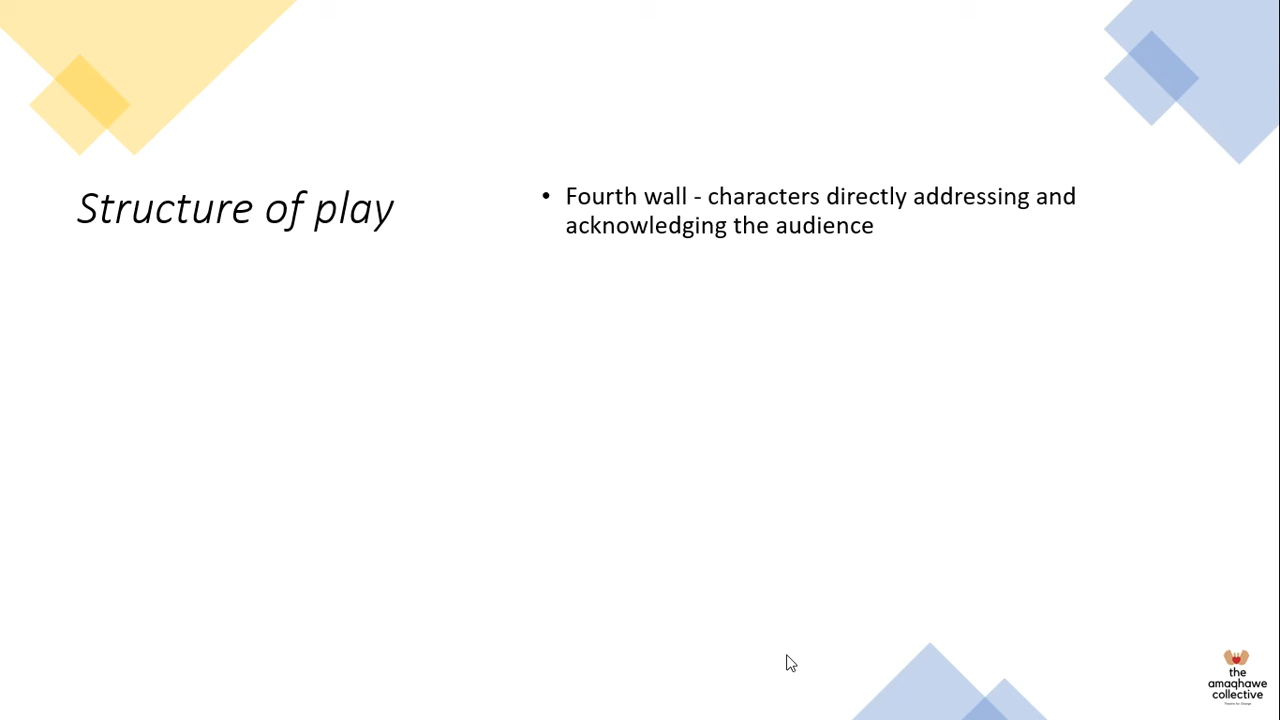 Structure of play
• Fourth wall - characters directly addressing and
acknowledging the audience
the
amaqhawe
collective